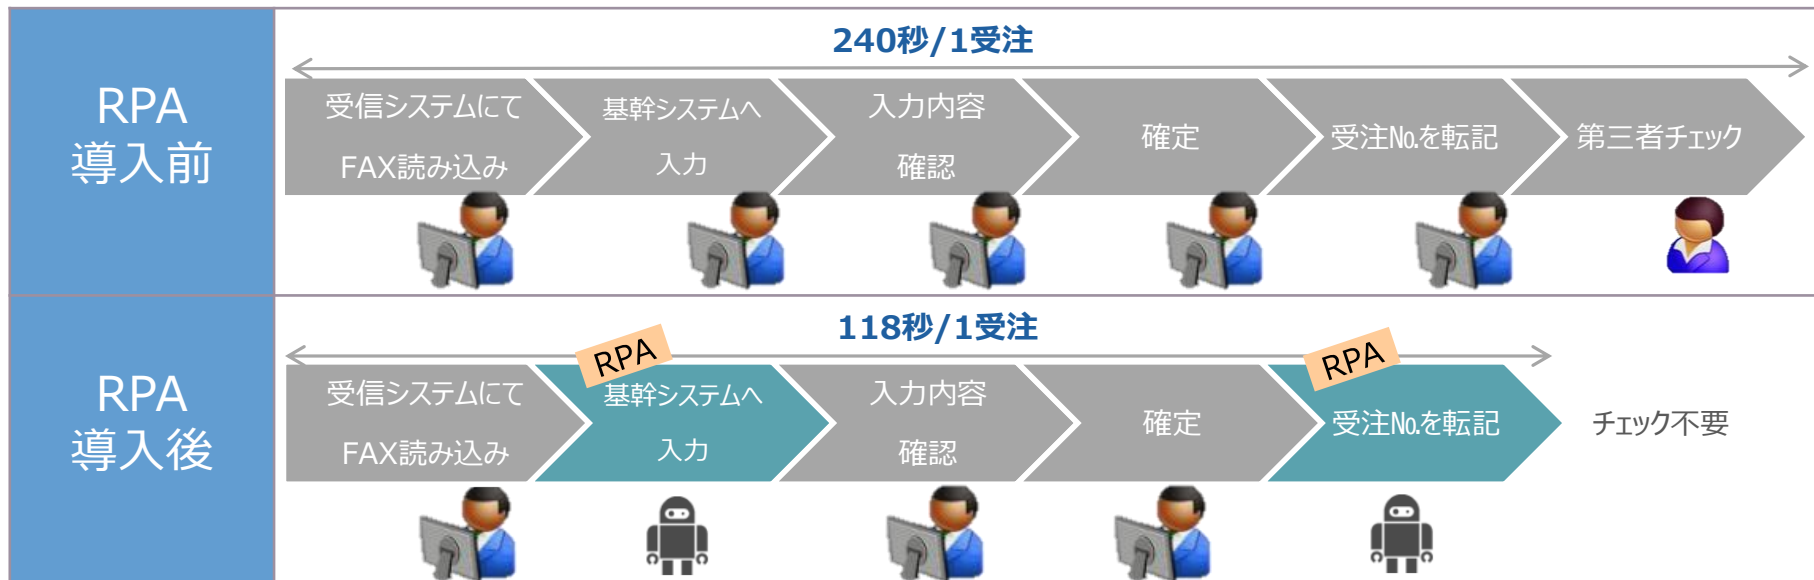 RPA
導入前
240秒/1受注
受信システムにて
FAX読み込み
基幹システムへ
入力
入力内容
確認
確定
受注No.を転記
第三者チェック
RPA
導入後
118秒/1受注
受信システムにて
FAX読み込み
RPA
基幹システムへ
入力
入力内容
確認
確定
RPA
受注No.を転記
チェック不要